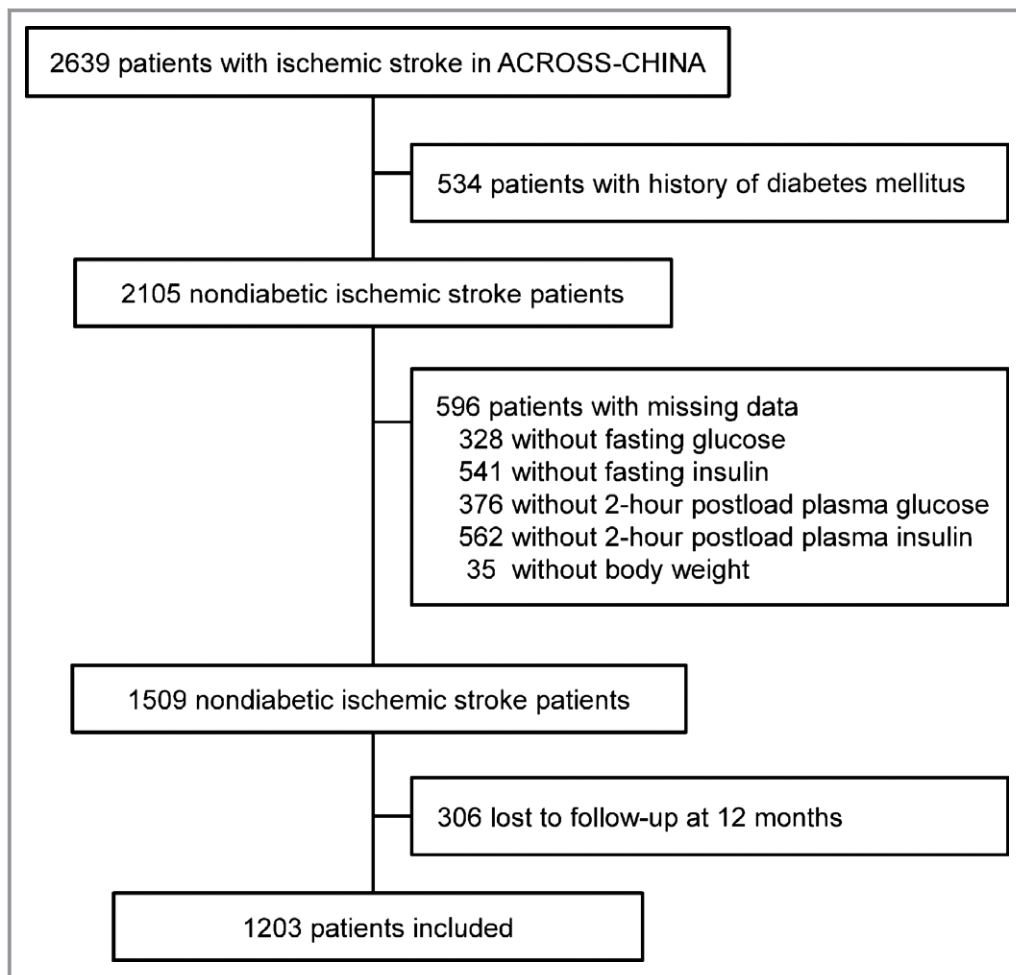 2639 patients with ischemic stroke in ACROSS-CHINA
534 patients with history of diabetes mellitus
2105 nondiabetic ischemic stroke patients
596 patients with missing data
328 without fasting glucose
541 without fasting insulin
376 without 2-hour postload plasma glucose
562 without 2-hour postload plasma insulin
35 without body weight
1509 nondiabetic ischemic stroke patients
306 lost to follow-up at 12 months
1203 patients included